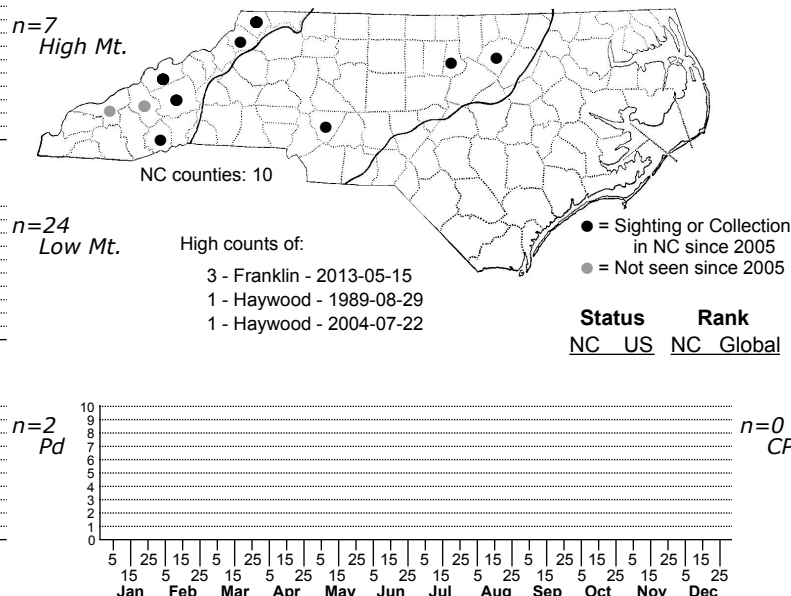 n=7
High Mt.
NC counties: 10
n=24
Low Mt.
High counts of:
3 - Franklin - 2013-05-15
1 - Haywood - 1989-08-29
1 - Haywood - 2004-07-22
= Sighting or Collection
in NC since 2005
= Not seen since 2005
Status Rank
NC US NC Global
n=2
Pd
n=0
CP
10
9
8
7
6
5
4
3
2
1
0
5 25 15 5 25 15 5 25 15 5 25 15 5 25 15 5 25 15
15 5 25 15 5 25 15 5 25 15 5 25 15 5 25 15 5 25
Jan Feb Mar Apr May Jun Jul Aug Sep Oct Nov Dec